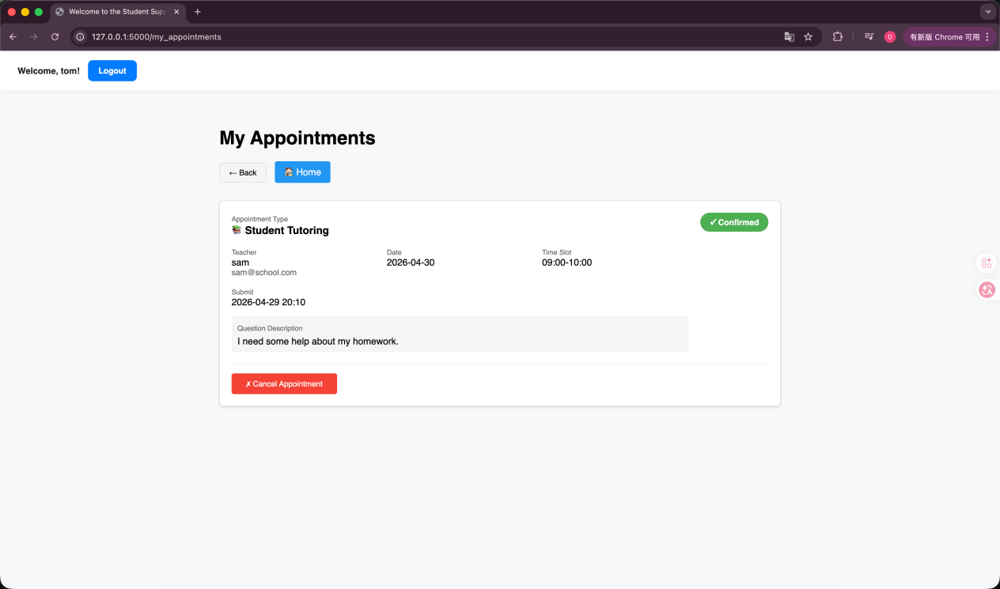 Welcome to the Student Supp
127.0.0.1:5000/my_appointments
D
有新版 Chrome 可用
Welcome, tom!
Logout
My Appointments
← Back
🏠 Home
Appointment Type
📚 Student Tutoring
✓ Confirmed
Teacher
Date
Time Slot
sam
2026-04-30
09:00-10:00
sam@school.com
Submit
2026-04-29 20:10
Question Description
I need some help about my homework.
✗ Cancel Appointment